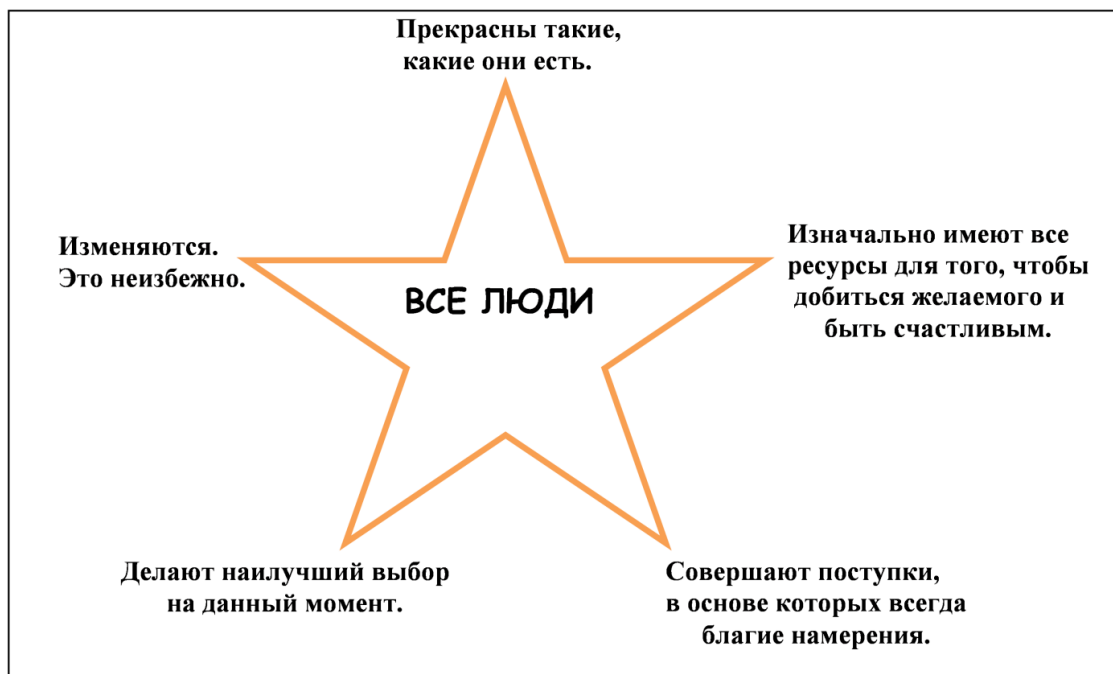 Прекрасны такие,
какие они есть.
Изменяются.
Это неизбежно.
ВСЕ ЛЮДИ
Изначально имеют все
ресурсы для того, чтобы
добиться желаемого и
быть счастливым.
Делают наилучший выбор
на данный момент.
Совершают поступки,
в основе которых всегда
благие намерения.